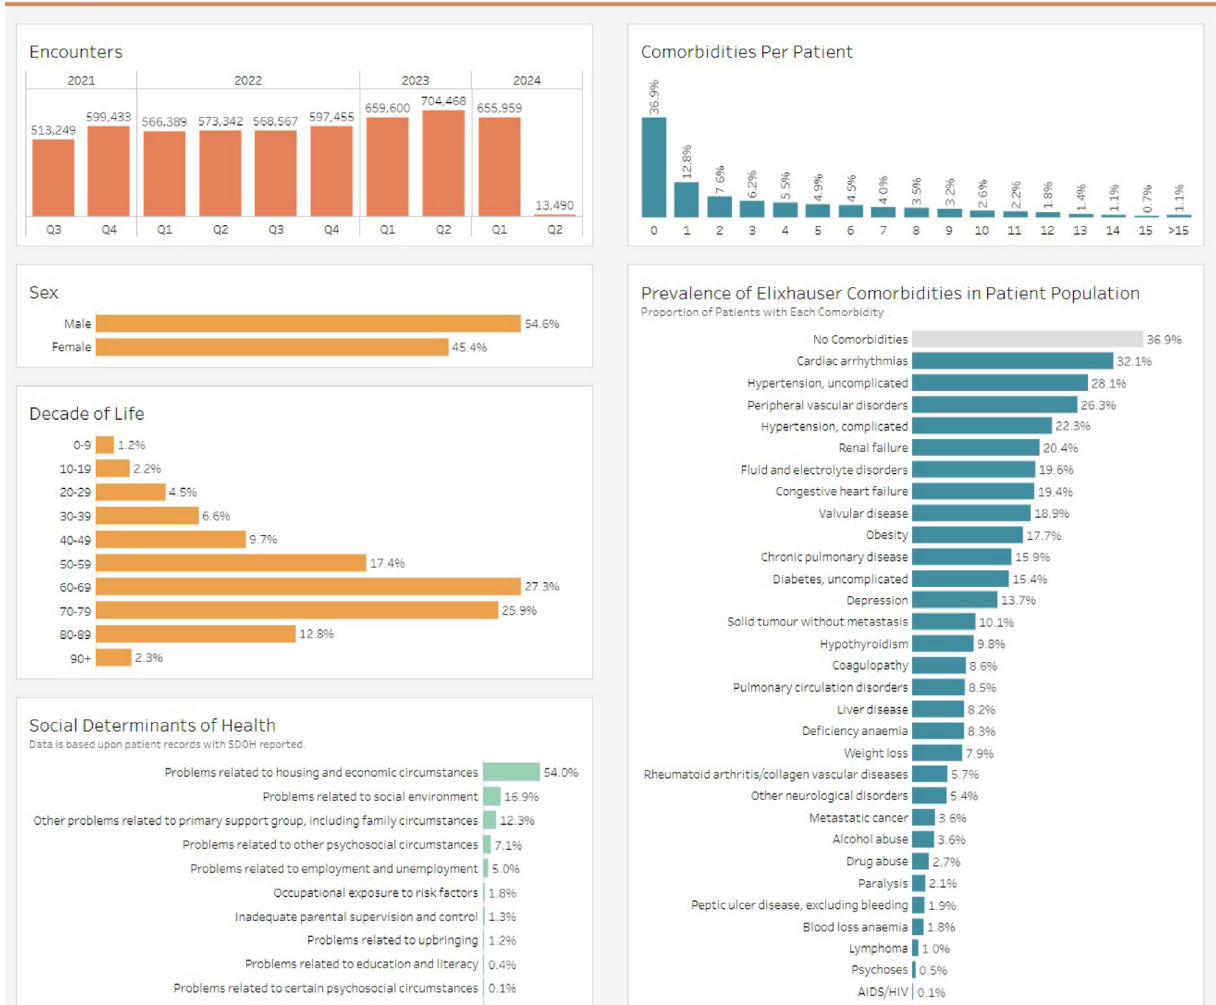 Encounters
2021 2022 2023 2024
513,249 599,433 566,389 573,342 568,567 597,455 659,600 704,468 655,959 13,490
Q3 Q4 Q1 Q2 Q3 Q4 Q1 Q2 Q1 Q2
Sex
Male 54.6%
Female 45.4%
Decade of Life
0-9 1.2%
10-19 2.2%
20-29 4.5%
30-39 6.6%
40-49 9.7%
50-59 17.4%
60-69 27.3%
70-79 25.9%
80-89 12.8%
90+ 2.3%
Social Determinants of Health
Data is based upon patient records with SDOH reported.
Problems related to housing and economic circumstances 54.0%
Problems related to social environment 16.9%
Other problems related to primary support group, including family circumstances 12.3%
Problems related to other psychosocial circumstances 7.1%
Problems related to employment and unemployment 5.0%
Occupational exposure to risk factors 1.8%
Inadequate parental supervision and control 1.3%
Problems related to upbringing 1.2%
Problems related to education and literacy 0.4%
Problems related to certain psychosocial circumstances 0.1%
Comorbidities Per Patient
36.9% 12.8% 7.6% 6.2% 5.5% 4.9% 4.5% 4.0% 3.5% 3.2% 2.6% 2.2% 1.8% 1.4% 1.1% 0.7% 1.1%
0 1 2 3 4 5 6 7 8 9 10 11 12 13 14 15 >15
Prevalence of Elixhauser Comorbidities in Patient Population
Proportion of Patients with Each Comorbidity
No Comorbidities 36.9%
Cardiac arrhythmias 32.1%
Hypertension, uncomplicated 28.1%
Peripheral vascular disorders 26.3%
Hypertension, complicated 22.3%
Renal failure 20.4%
Fluid and electrolyte disorders 19.6%
Congestive heart failure 19.4%
Valvular disease 18.9%
Obesity 17.7%
Chronic pulmonary disease 15.9%
Diabetes, uncomplicated 15.4%
Depression 13.7%
Solid tumour without metastasis 10.1%
Hypothyroidism 9.8%
Coagulopathy 8.6%
Pulmonary circulation disorders 8.5%
Liver disease 8.2%
Deficiency anaemia 8.3%
Weight loss 7.9%
Rheumatoid arthritis/collagen vascular diseases 5.7%
Other neurological disorders 5.4%
Metastatic cancer 3.6%
Alcohol abuse 3.6%
Drug abuse 2.7%
Paralysis 2.1%
Peptic ulcer disease, excluding bleeding 1.9%
Blood loss anaemia 1.8%
Lymphoma 1.0%
Psychoses 0.5%
AIDS/HIV 0.1%